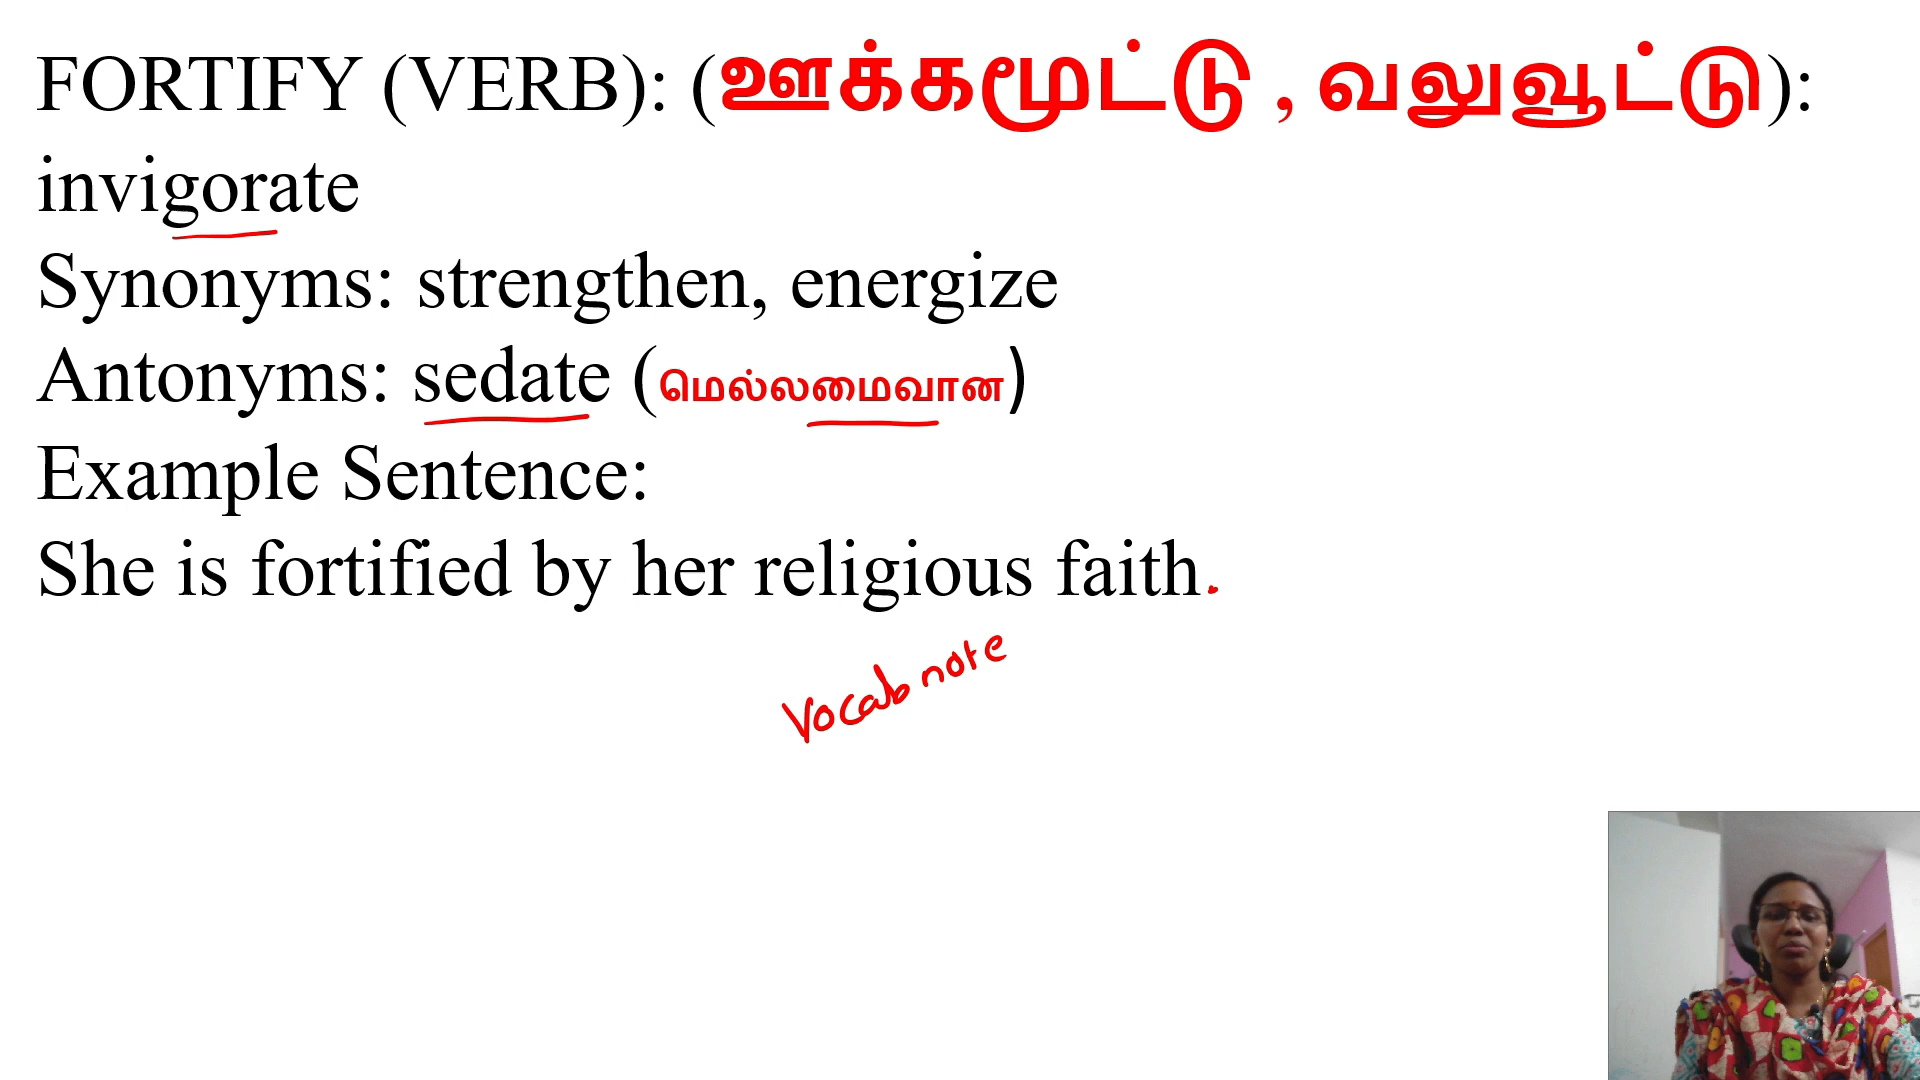 FORTIFY (VERB): (ஊக்கமூட்டு , வலுவூட்டு):
invigorate
Synonyms: strengthen, energize
Antonyms: sedate (மெல்லமைவான)
Example Sentence:
She is fortified by her religious faith.
Vocab note